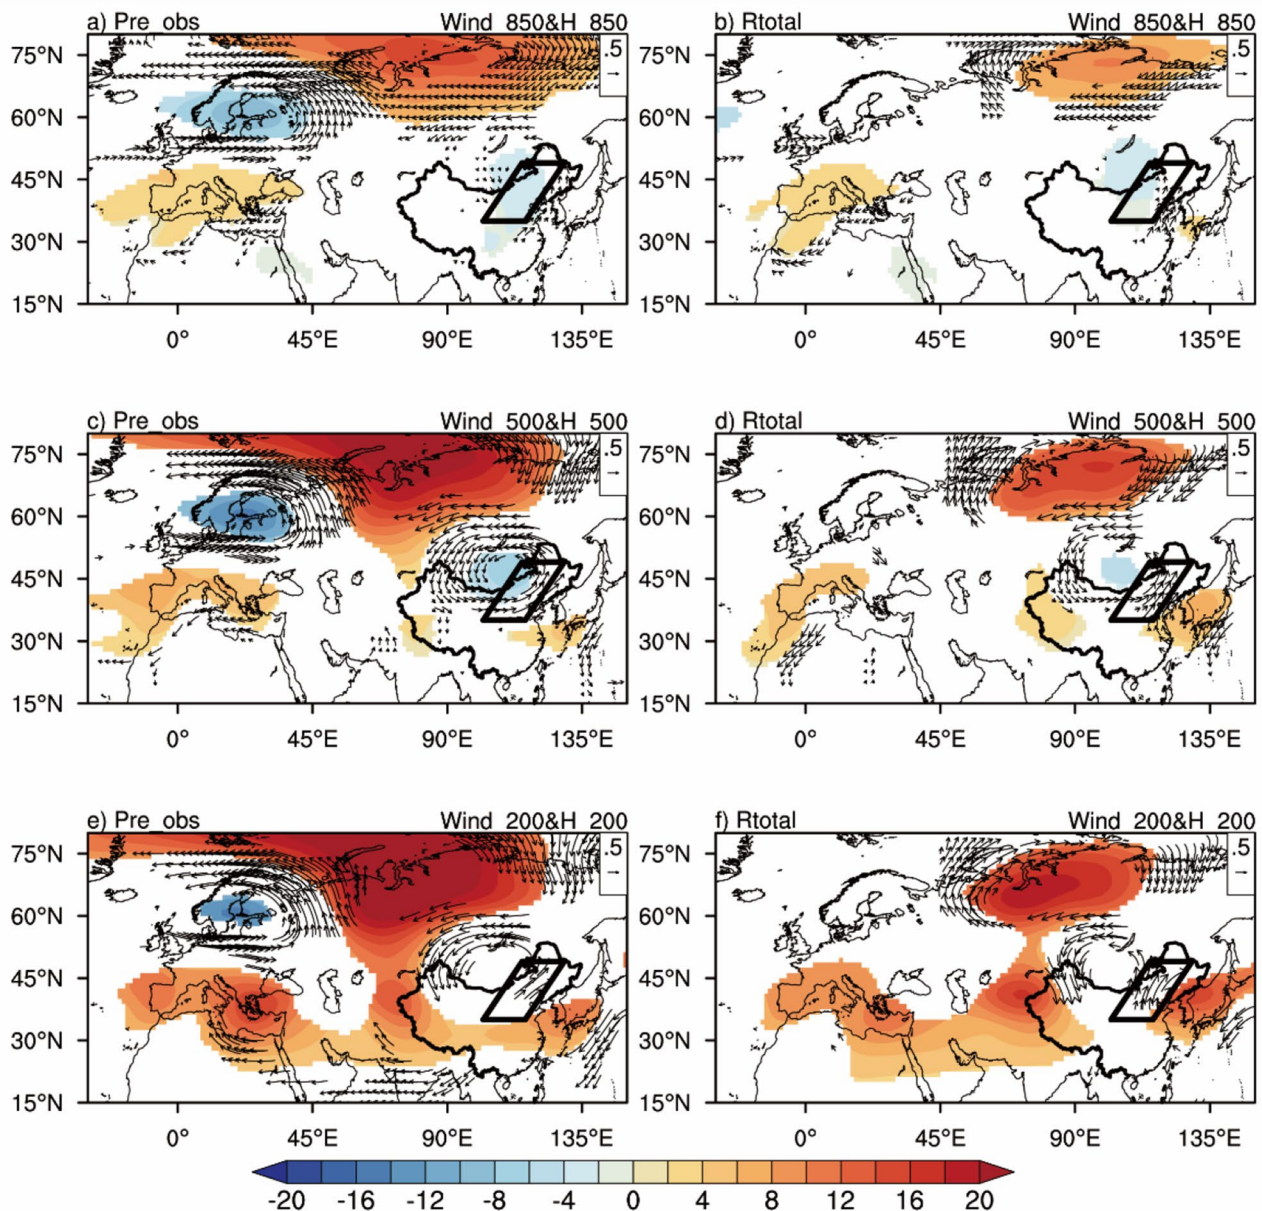 a) Pre_obs Wind 850&H 850
b) Rtotal Wind 850&H 850
75°N
60°N
45°N
30°N
15°N
.5
.5
0° 45°E 90°E 135°E
0° 45°E 90°E 135°E
c) Pre_obs Wind 500&H 500
d) Rtotal Wind 500&H 500
75°N
60°N
45°N
30°N
15°N
75°N
60°N
45°N
30°N
15°N
.5
.5
0° 45°E 90°E 135°E
0° 45°E 90°E 135°E
e) Pre_obs Wind 200&H 200
f) Rtotal Wind 200&H 200
75°N
60°N
45°N
30°N
15°N
75°N
60°N
45°N
30°N
15°N
.5
.5
0° 45°E 90°E 135°E
0° 45°E 90°E 135°E
75°N
60°N
45°N
30°N
15°N
-20 -16 -12 -8 -4 0 4 8 12 16 20